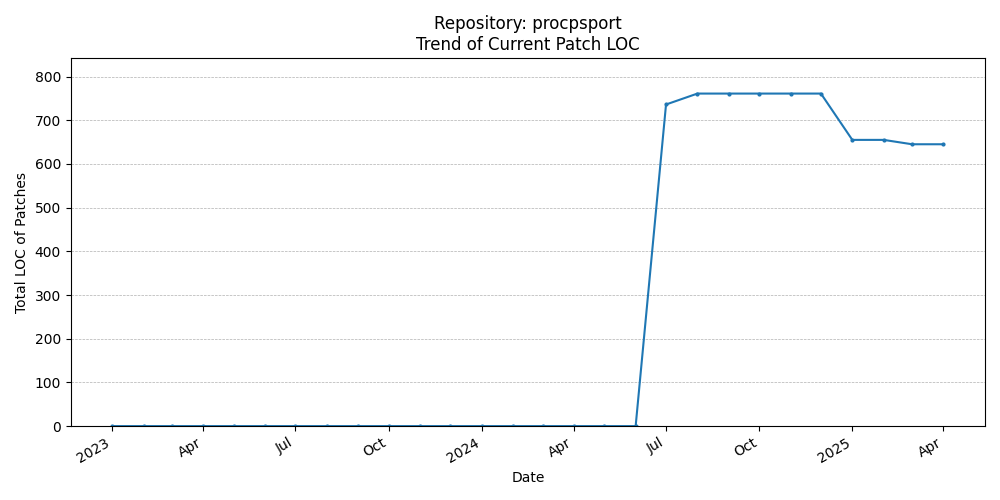 Repository: procpsport
Trend of Current Patch LOC
800
700
600
500
400
300
200
100
0
Total LOC of Patches
2023
Apr
Jul
Oct
2024
Apr
Jul
Oct
2025
Apr
Date